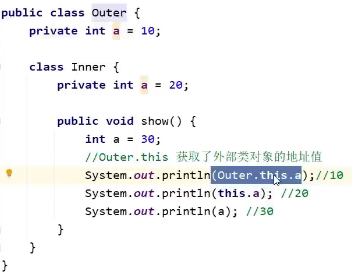 public class Outer {
    private int a = 10;
    class Inner {
        private int a = 20;
        public void show() {
            int a = 30;
            //Outer.this 获取了外部类对象的地址值
            System.out.println(Outer.this.a);//10
            System.out.println(this.a); //20
            System.out.println(a); //30
        }
    }
}